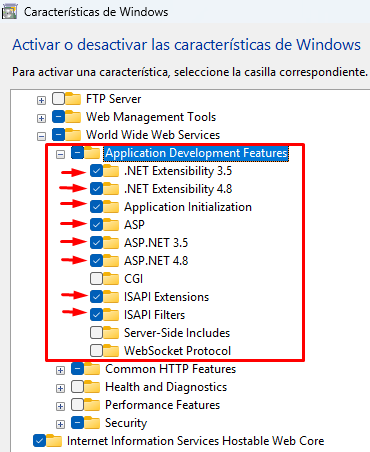 Características de Windows
Activar o desactivar las características de Windows
Para activar una característica, seleccione la casilla correspondiente.
FTP Server
Web Management Tools
World Wide Web Services
Application Development Features
.NET Extensibility 3.5
.NET Extensibility 4.8
Application Initialization
ASP
ASP.NET 3.5
ASP.NET 4.8
CGI
ISAPI Extensions
ISAPI Filters
Server-Side Includes
WebSocket Protocol
Common HTTP Features
Health and Diagnostics
Performance Features
Security
Internet Information Services Hostable Web Core